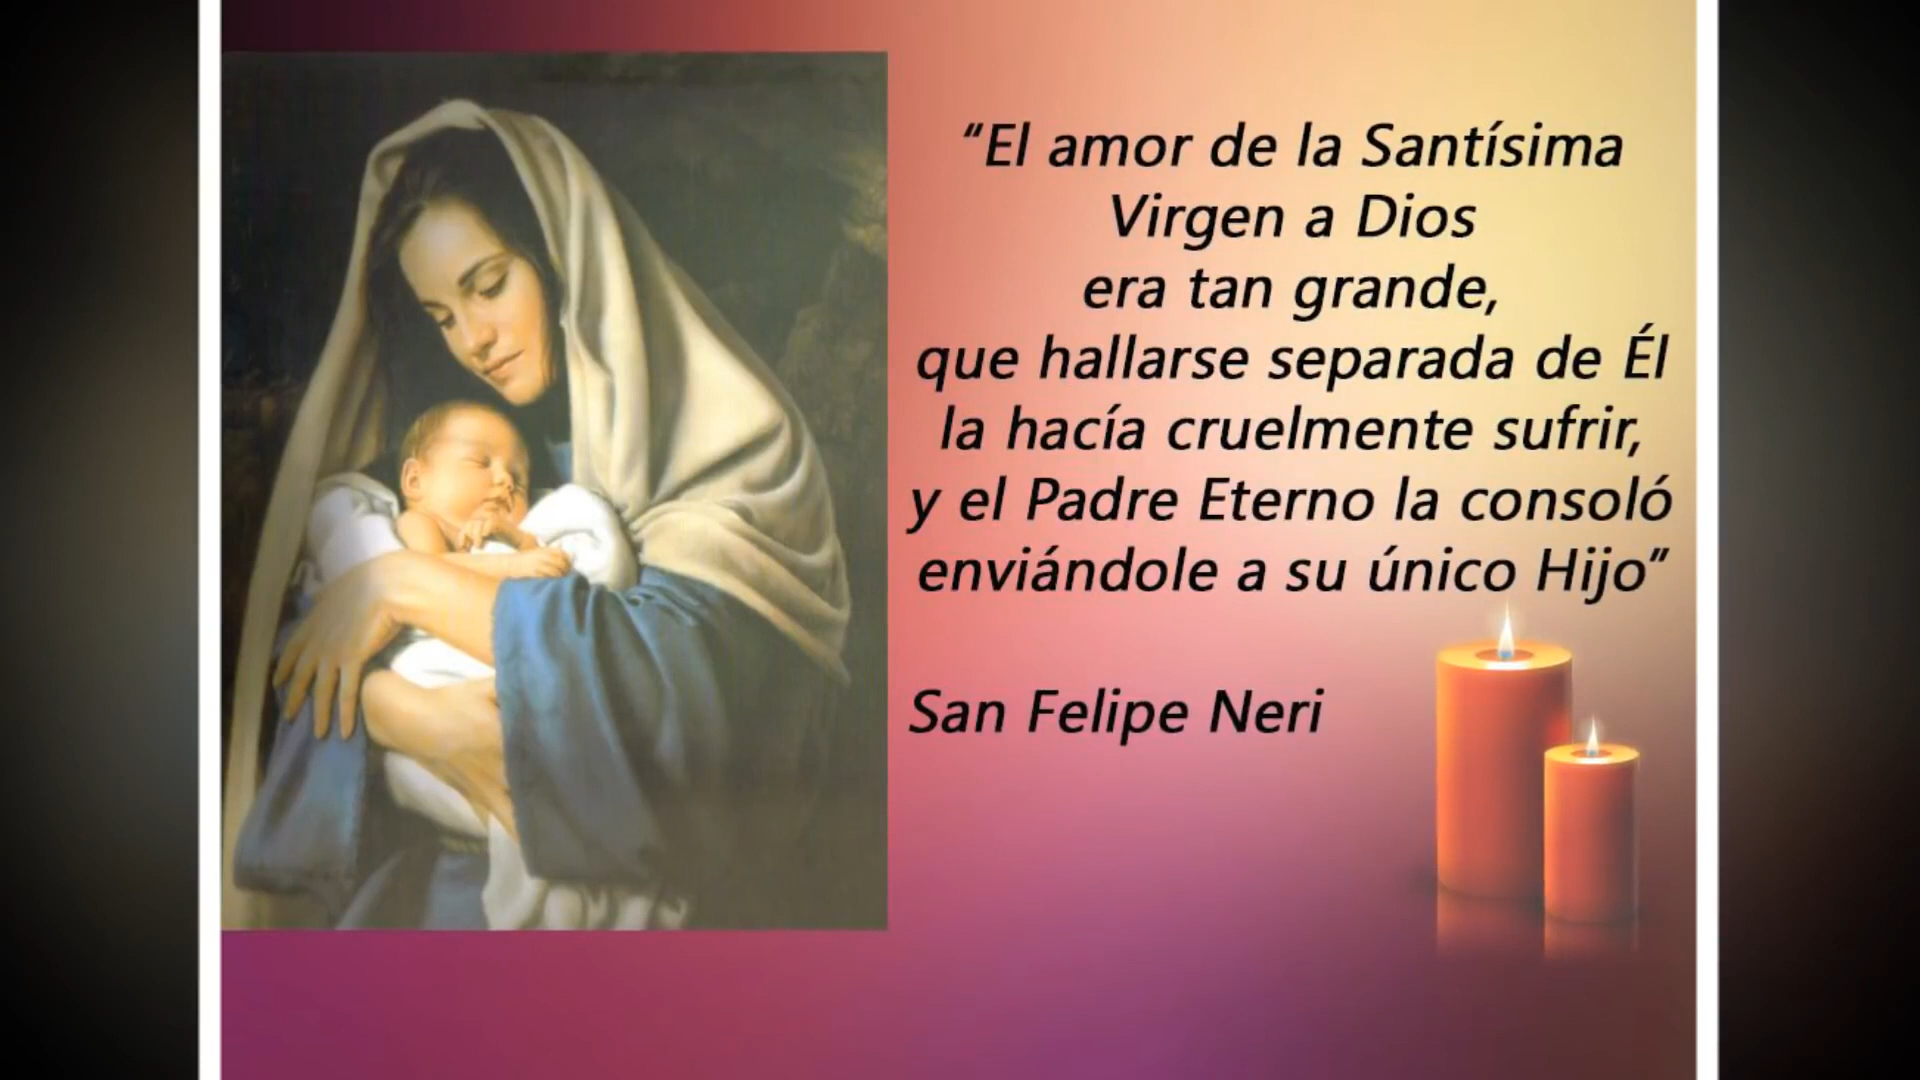 “El amor de la Santísima
Virgen a Dios
era tan grande,
que hallarse separada de Él
la hacía cruelmente sufrir,
y el Padre Eterno la consoló
enviándole a su único Hijo”
San Felipe Neri